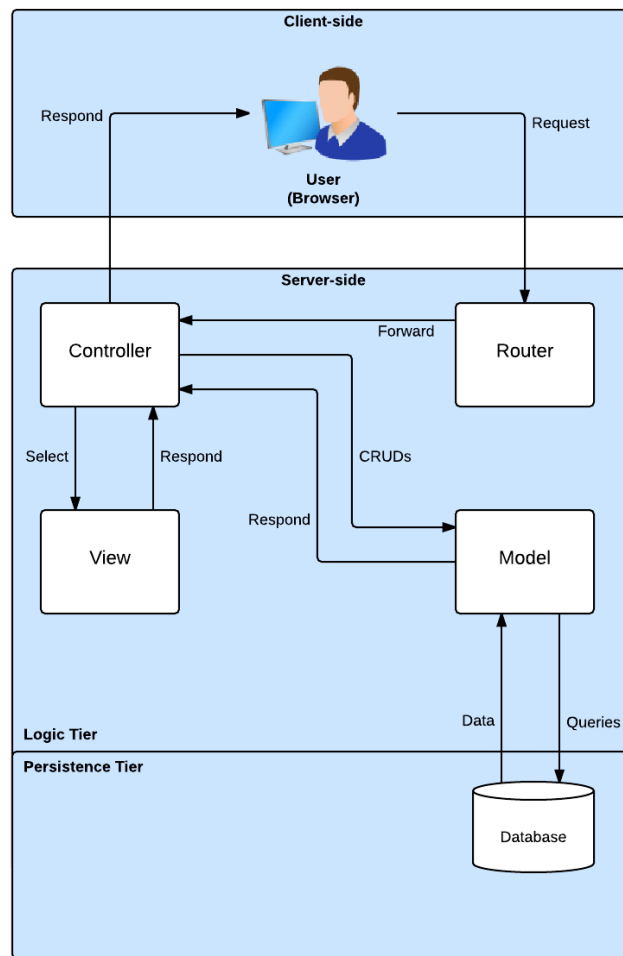 Client-side
Respond
Request
User
(Browser)
Server-side
Controller
Forward
Router
Select
Respond
CRUDs
Respond
View
Model
Logic Tier
Data
Queries
Persistence Tier
Database